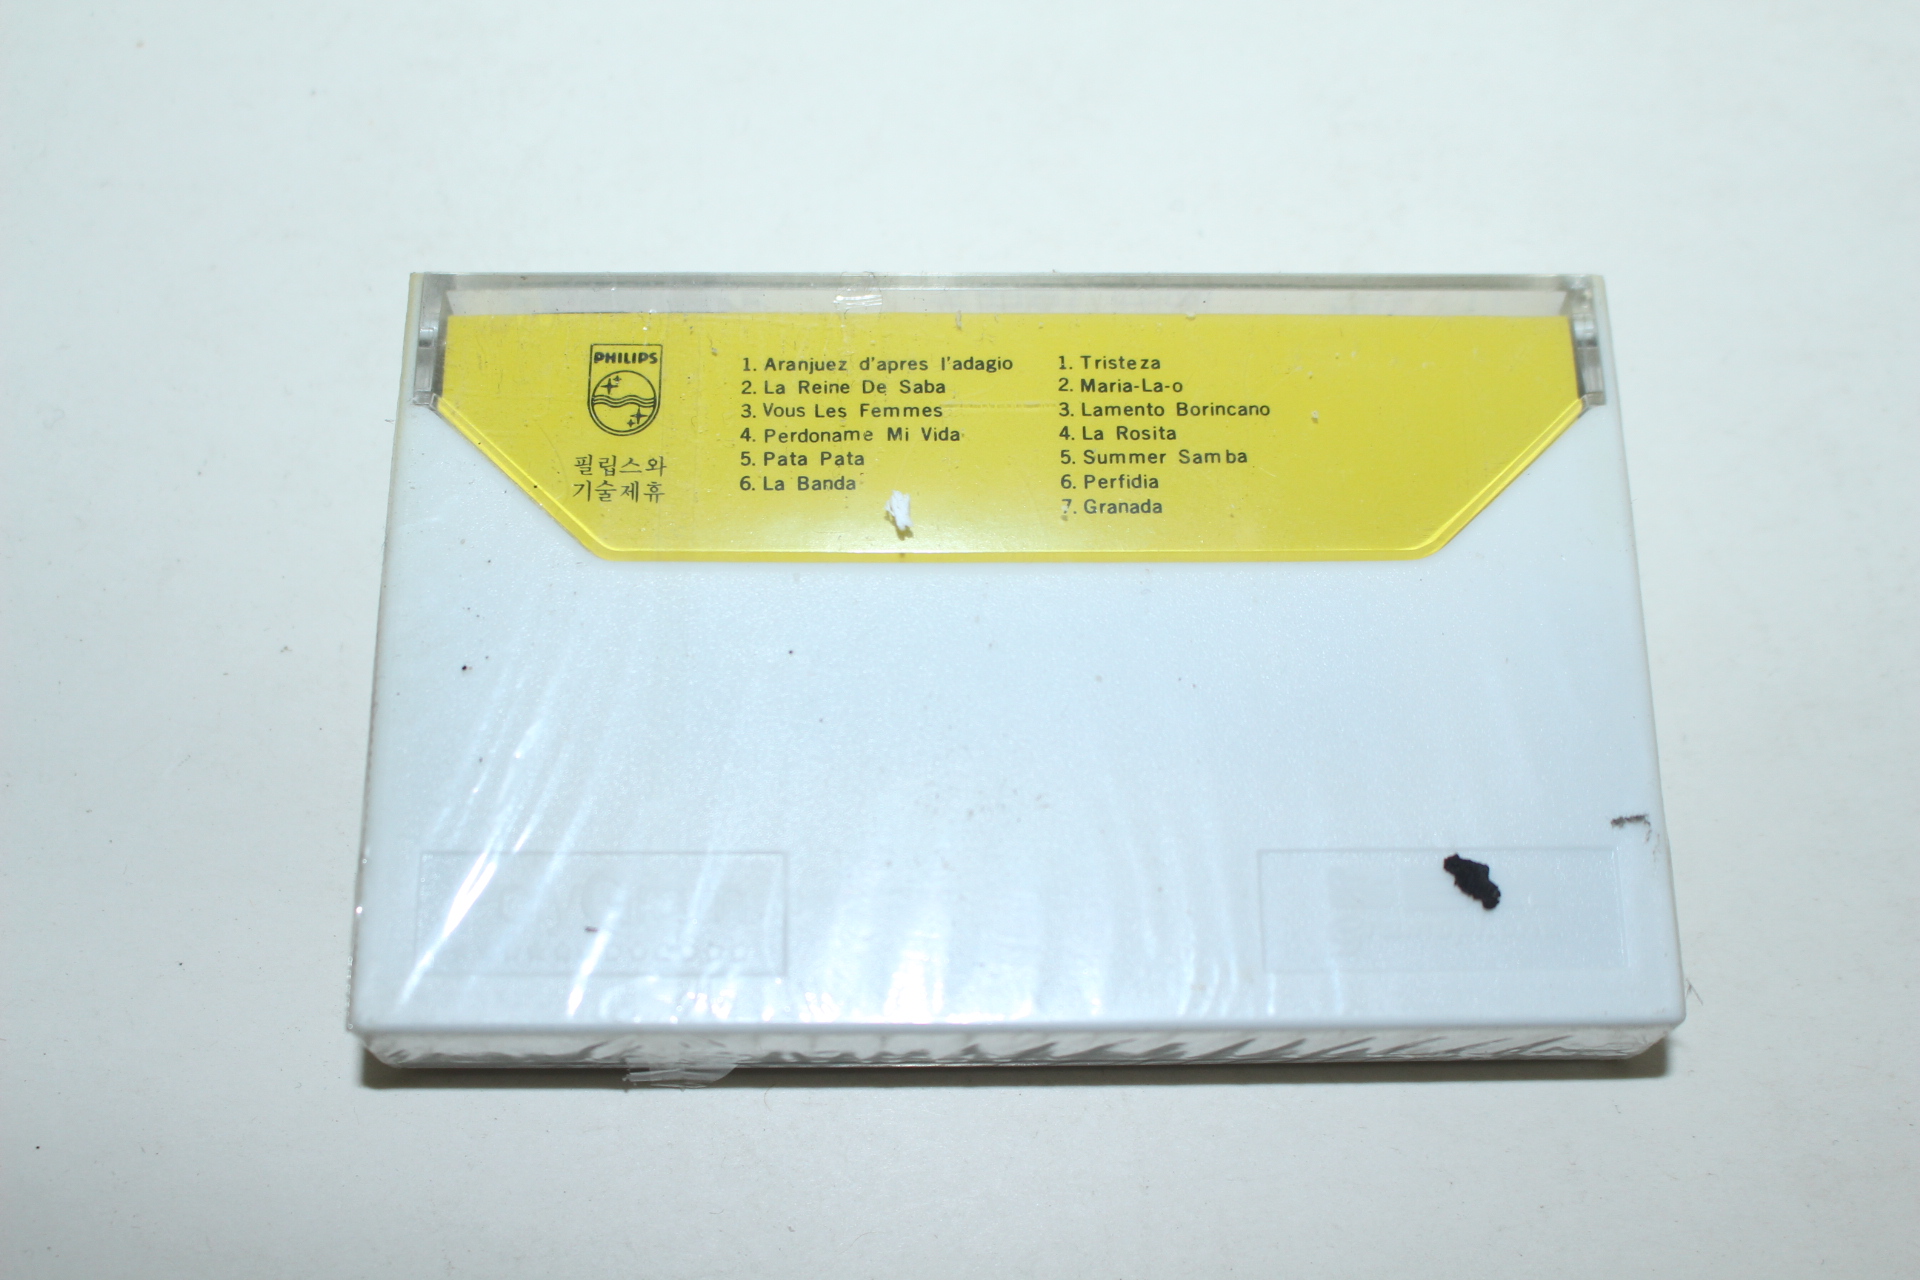 PHILIPS
필립스와
기술제휴
1. Aranjuez d'apres l'adagio
2. La Reine De Saba
3. Vous Les Femmes
4. Perdoname Mi Vida
5. Pata Pata
6. La Banda
1. Tristeza
2. Maria-La-o
3. Lamento Borincano
4. La Rosita
5. Summer Samba
6. Perfidia
7. Granada